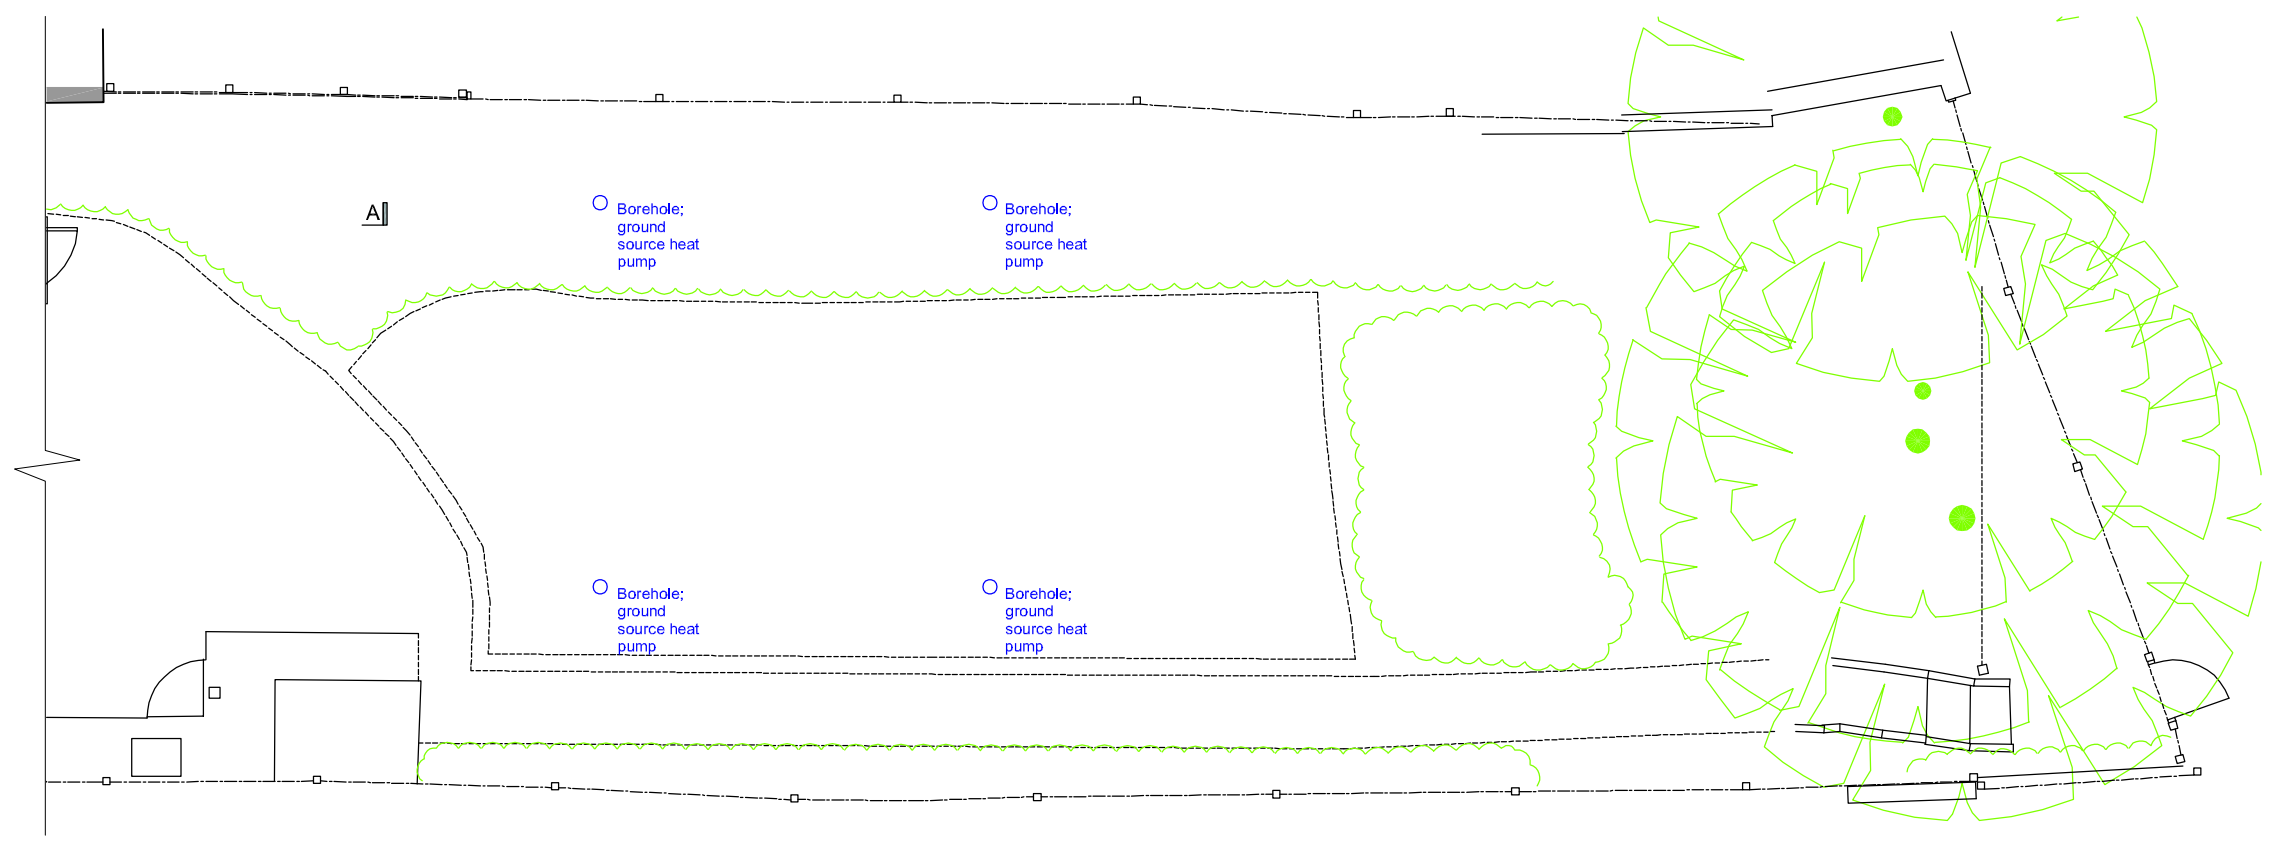 A
Borehole;
ground
source heat
pump
Borehole;
ground
source heat
pump
Borehole;
ground
source heat
pump
Borehole;
ground
source heat
pump